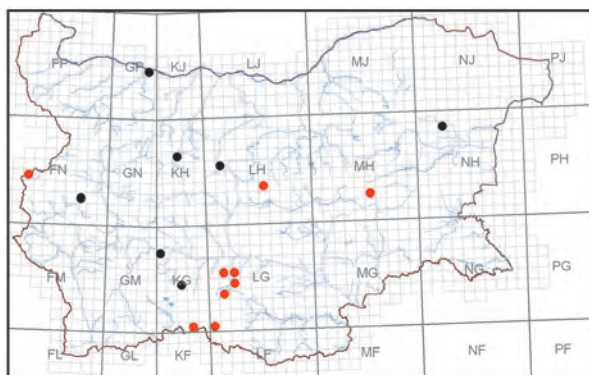 FP GP KJ LJ MJ NJ PJ
FN GN KH LH MH NH PH
FM GM KG LG MG NG PG
FL GL KF LF MF NF PF